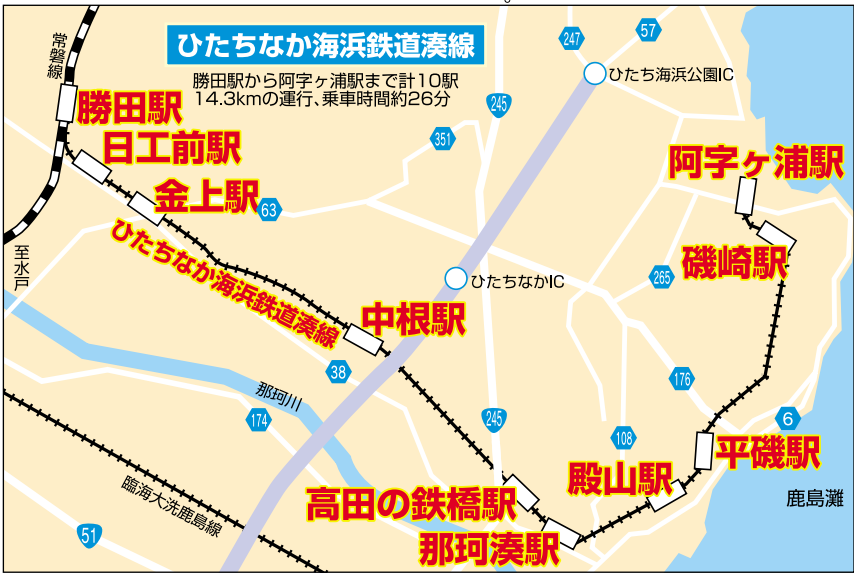 ひたちなか海浜鉄道湊線
勝田駅から阿字ヶ浦駅まで計10駅
14.3kmの運行、乗車時間約26分
常磐線
247
57
ひたち海浜公園IC
245
勝田駅
351
日工前駅
阿字ヶ浦駅
金上駅
63
ひたちなか海浜鉄道湊線
至水戸
磯崎駅
265
ひたちなかIC
中根駅
38
176
那珂川
174
245
6
108
平磯駅
殿山駅
臨海大洗鹿島線
高田の鉄橋駅
鹿島灘
51
那珂湊駅